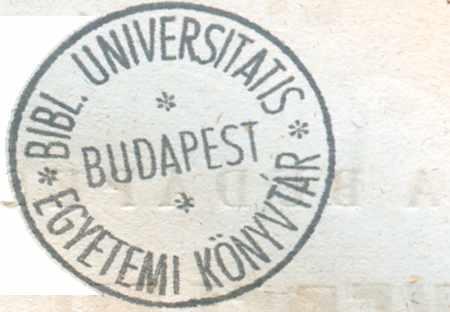 * BIBL. UNIVERSITATIS *
*
BUDAPEST
*
EGYETEMI KÖNYVTÁR